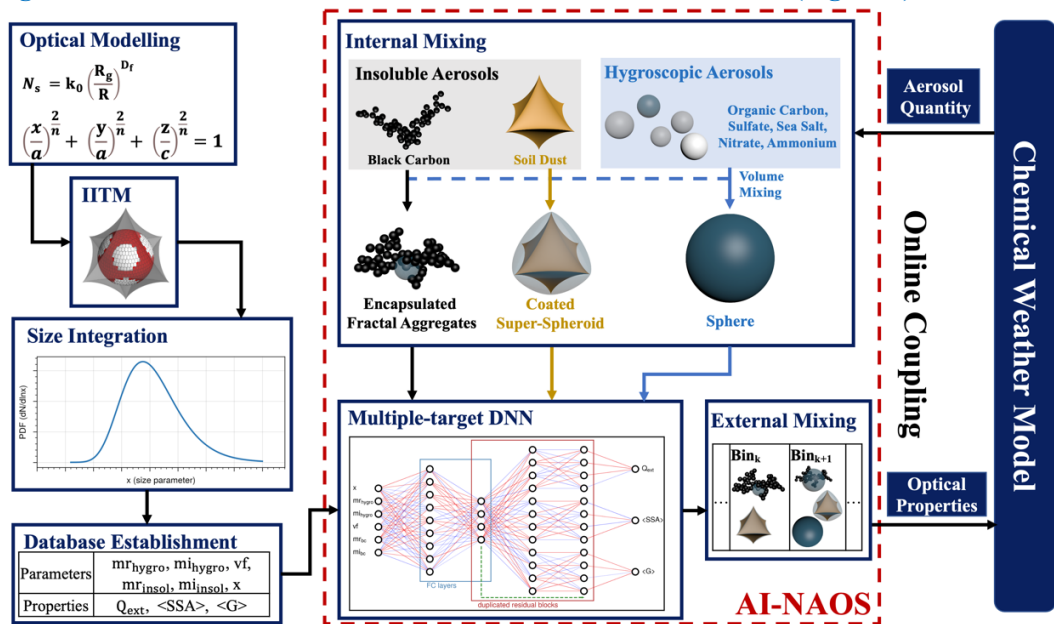 Optical Modelling
N_s = k_0 (R_g/R)^{D_f}
(x/a)^{2/n} + (y/a)^{2/n} + (z/c)^{2/n} = 1
IITM
Size Integration
PDF (dN/dlnx)
x (size parameter)
Database Establishment
Parameters
mr_hygro, mi_hygro, vf,
mr_insol, mi_insol, x
Properties
Q_ext, <SSA>, <G>
Internal Mixing
Insoluble Aerosols
Black Carbon
Soil Dust
Hygroscopic Aerosols
Organic Carbon,
Sulfate, Sea Salt,
Nitrate, Ammonium
Volume
Mixing
Encapsulated
Fractal Aggregates
Coated
Super-Spheroid
Sphere
Multiple-target DNN
x
mr_hygro
mi_hygro
vf
mr_bc
mi_bc
FC layers
duplicated residual blocks
Q_ext
<SSA>
<G>
External Mixing
Bin_k
Bin_{k+1}
...
...
AI-NAOS
Online Coupling
Aerosol
Quantity
Optical
Properties
Chemical Weather Model